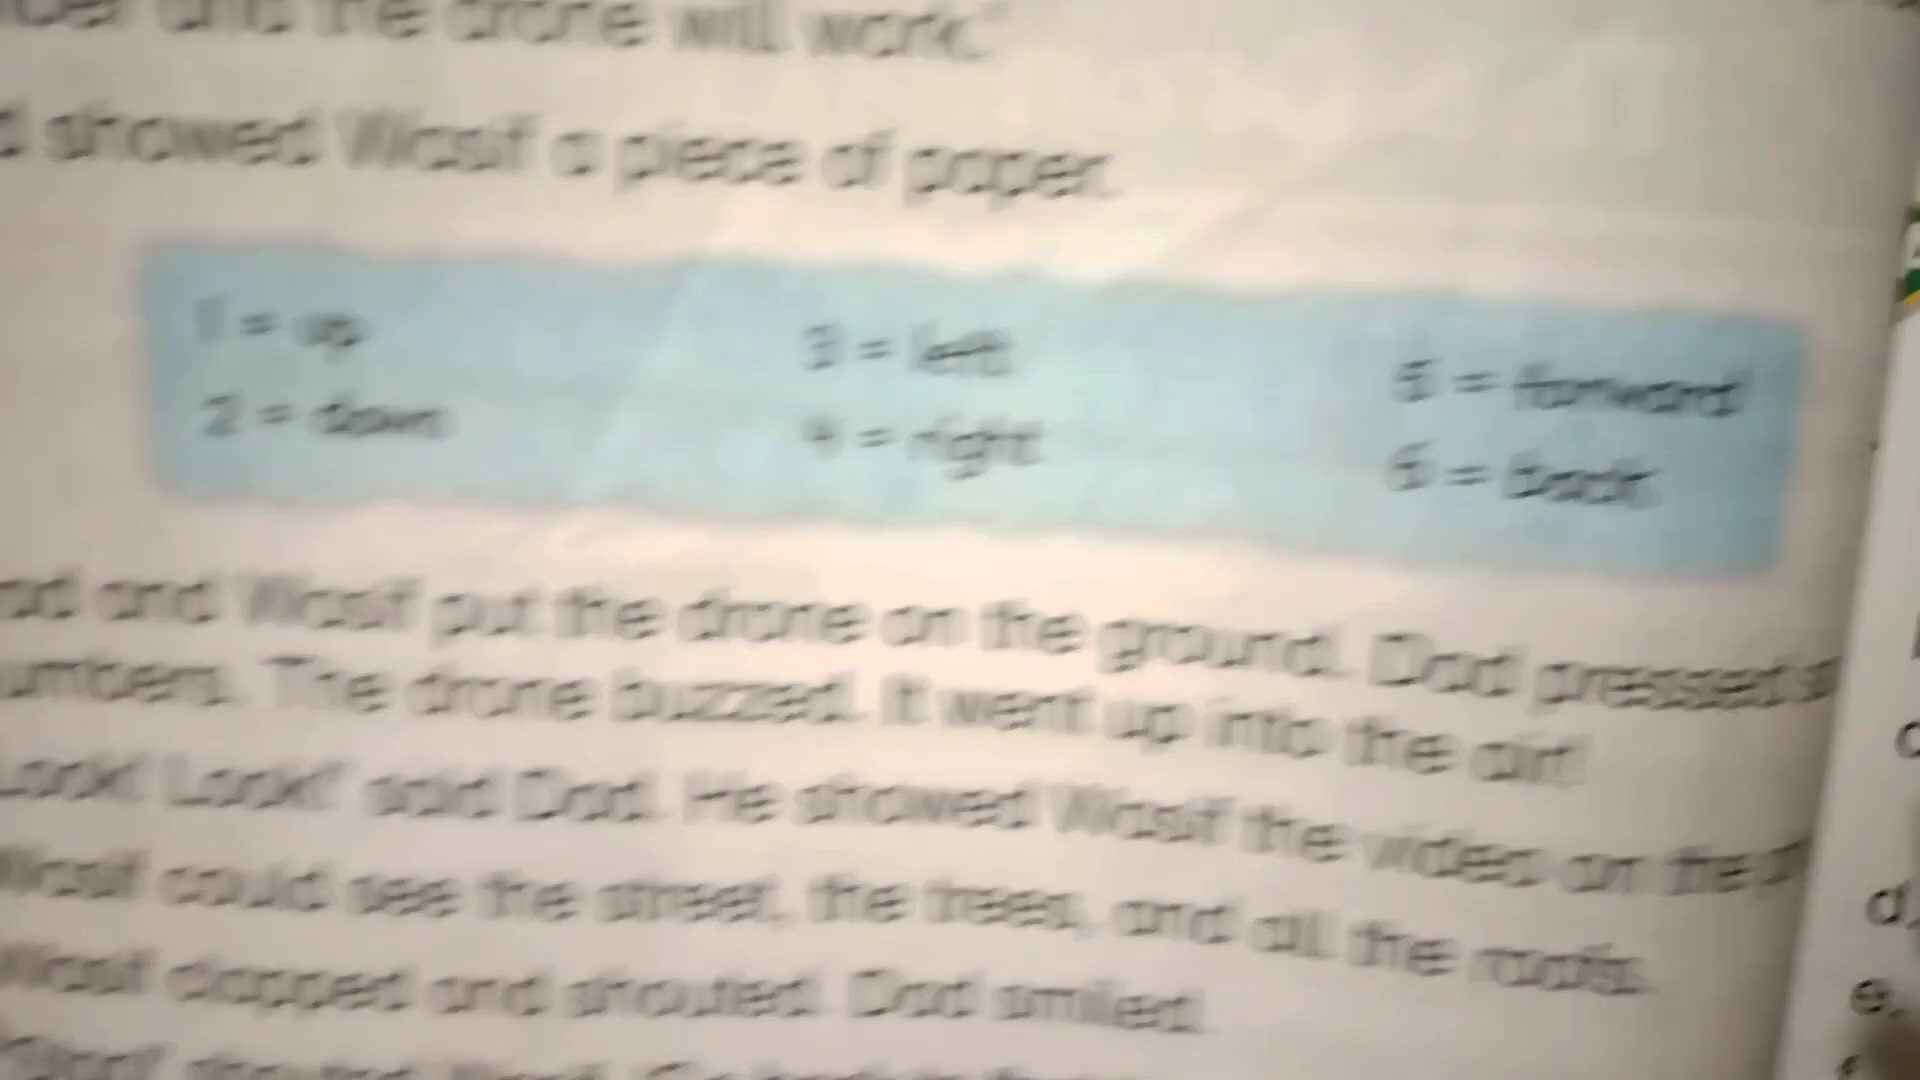 and the drone will work."
showed Wasif a piece of paper.
1 = up
2 = down
3 = left
4 = right
5 = forward
6 = back
and Wasif put the drone on the ground. Dad pressed
The drone buzzed. It went up into the air!
Look! Look!" said Dad. He showed Wasif the video on the
Wasif could see the street, the trees, and all the roofs.
Wasif clapped and shouted. Dad smiled.
d.
e.